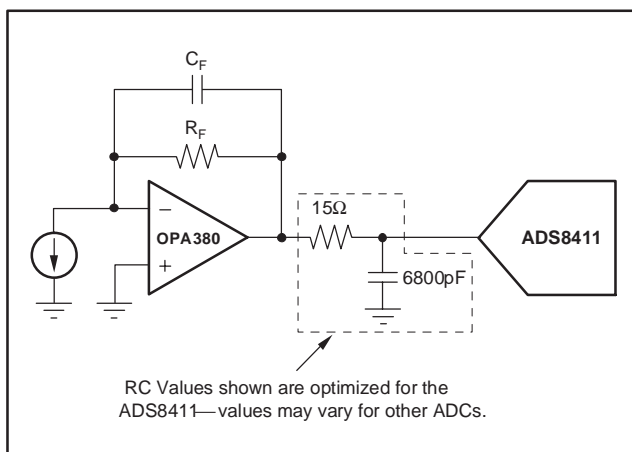 C_F
R_F
−
OPA380
+
15Ω
6800pF
ADS8411
RC Values shown are optimized for the
ADS8411—values may vary for other ADCs.